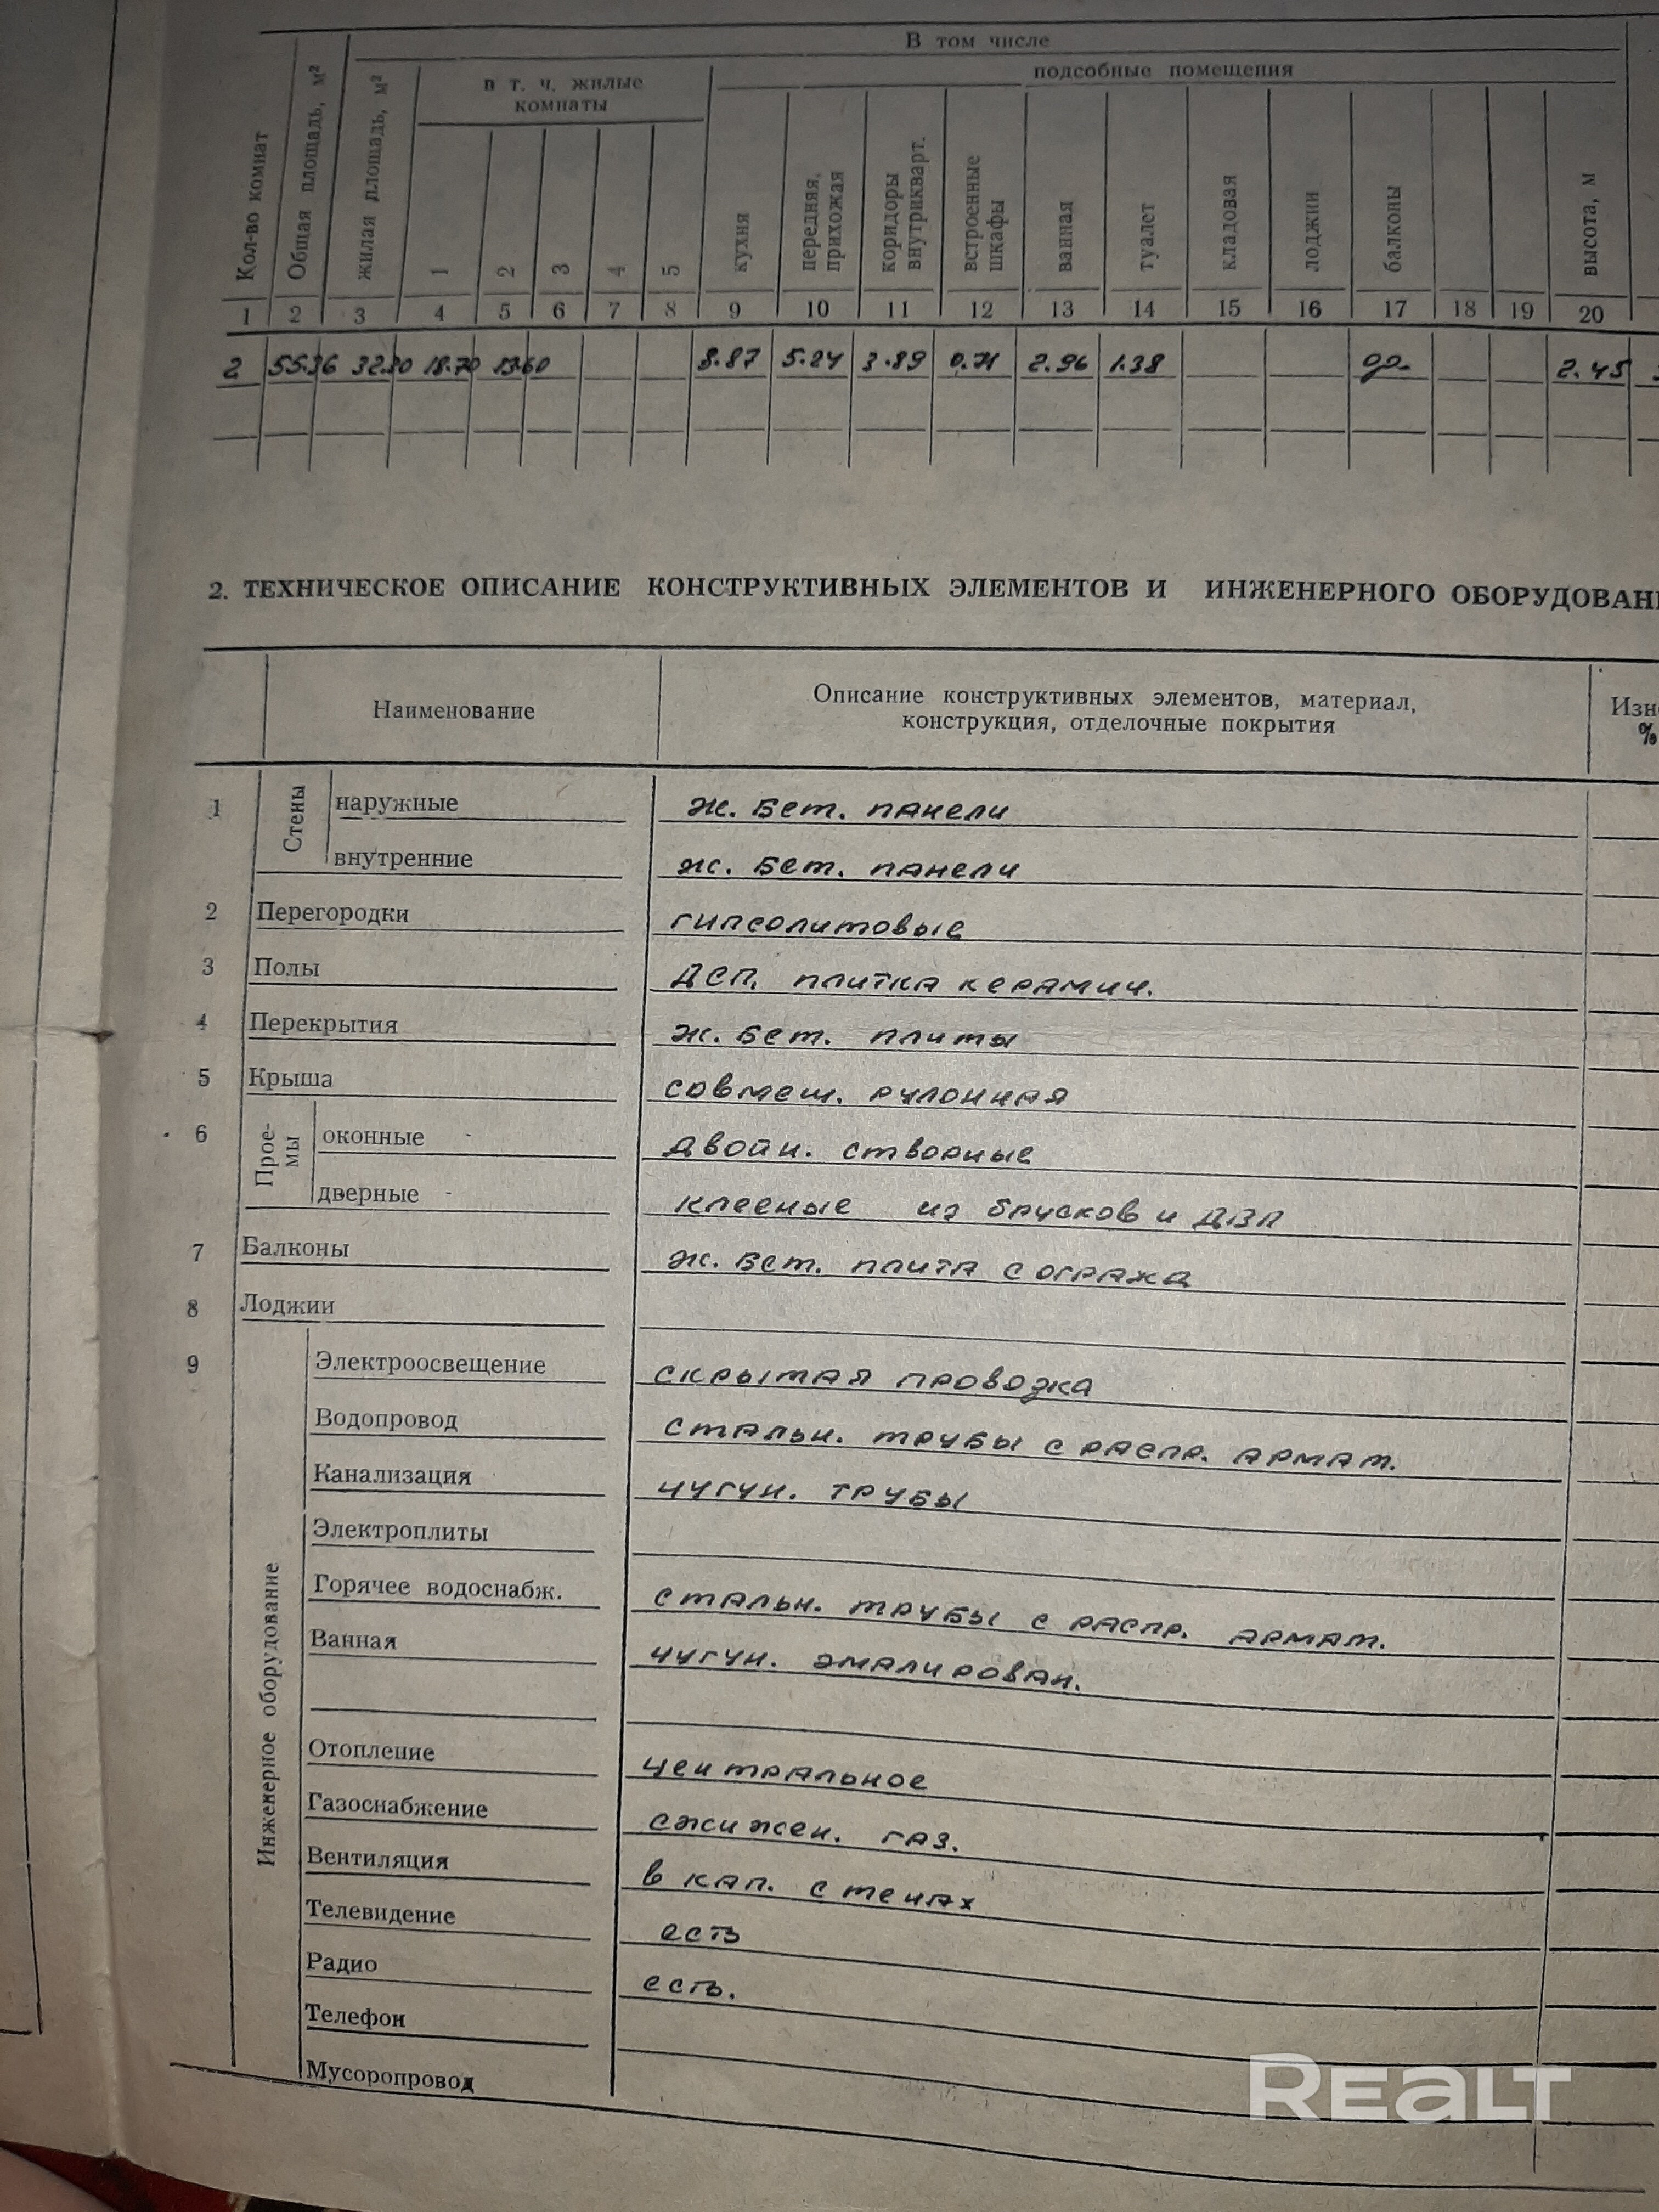 В том числе
в т. ч. жилые комнаты
подсобные помещения
Кол-во комнат
Общая площадь, м²
жилая площадь, м²
1
2
3
4
5
кухня
передняя, прихожая
коридоры внутрикварт.
встроенные шкафы
ванная
туалет
кладовая
лоджии
балконы
высота, м
1 2 3 4 5 6 7 8 9 10 11 12 13 14 15 16 17 18 19 20
2 55.36 32.30 18.70 13.60 8.87 5.24 3.89 0.71 2.96 1.38 2.45
2. ТЕХНИЧЕСКОЕ ОПИСАНИЕ КОНСТРУКТИВНЫХ ЭЛЕМЕНТОВ И ИНЖЕНЕРНОГО ОБОРУДОВАНИ
Наименование
Описание конструктивных элементов, материал,
конструкция, отделочные покрытия
Изн
%
1 Стены наружные ж. бет. панели
внутренние ж. бет. панели
2 Перегородки гипсолитовые
3 Полы ДСП, плитка керамич.
4 Перекрытия ж. бет. плиты
5 Крыша совмещ. рулонная
6 Прое-мы оконные - двойн. створные
дверные - клееные из брусков и ДВП
7 Балконы ж. бет. плита с огражд
8 Лоджии
9 Инженерное оборудование
Электроосвещение скрытая проводка
Водопровод стальн. трубы с распр. армат.
Канализация чугун. трубы
Электроплиты
Горячее водоснабж. стальн. трубы с распр. армат.
Ванная чугун. эмалирован.
Отопление центральное
Газоснабжение сжижен. газ.
Вентиляция в кап. стенах
Телевидение есть
Радио есть.
Телефон
Мусоропровод
REALT